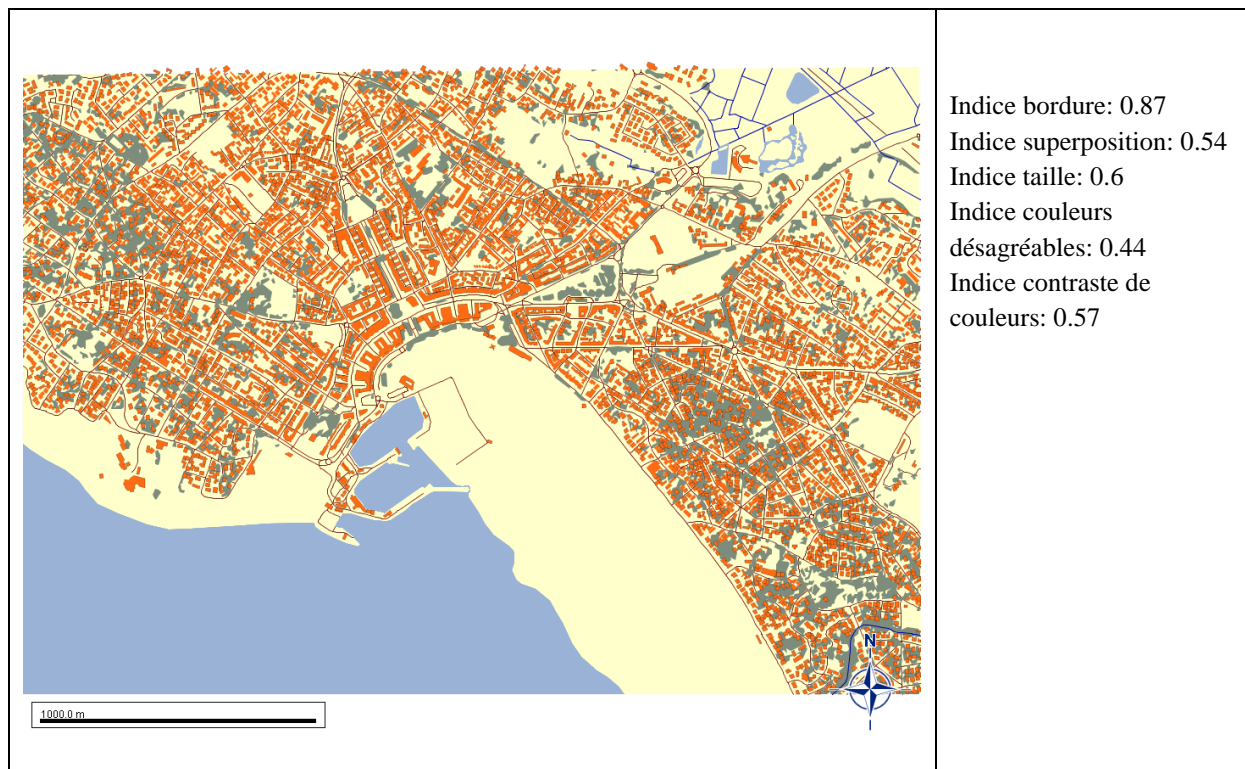 Indice bordure: 0.87
Indice superposition: 0.54
Indice taille: 0.6
Indice couleurs
désagréables: 0.44
Indice contraste de
couleurs: 0.57
N
1000.0 m